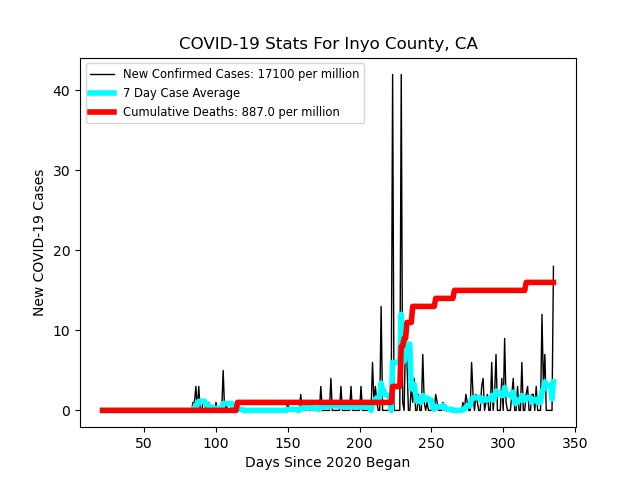 COVID-19 Stats For Inyo County, CA
New Confirmed Cases: 17100 per million
7 Day Case Average
Cumulative Deaths: 887.0 per million
New COVID-19 Cases
40
30
20
10
0
50 100 150 200 250 300 350
Days Since 2020 Began